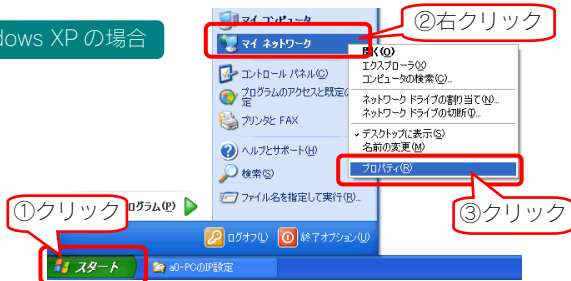 マイ コンピュータ
②右クリック
dows XP の場合
マイ ネットワーク
開く(O)
エクスプローラ(X)
コンピュータの検索(C)...
コントロール パネル(C)
プログラムのアクセスと既定の
定
ネットワーク ドライブの割り当て(N)...
ネットワーク ドライブの切断(I)...
プリンタと FAX
デスクトップに表示(S)
名前の変更(M)
ヘルプとサポート(H)
プロパティ(R)
検索(S)
ファイル名を指定して実行(R)...
①クリック
ログラム(P)
③クリック
ログオフ(L)
終了オプション(U)
スタート
a0-PCのIP設定